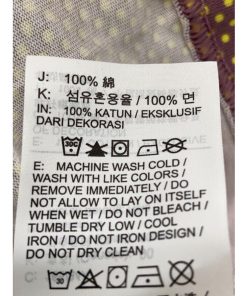 J: 100% 綿
K: 섬유혼용율 / 100% 면
IN: 100% KATUN / EKSKLUSIF
DARI DEKORASI
E: MACHINE WASH COLD /
WASH WITH LIKE COLORS /
REMOVE IMMEDIATELY / DO
NOT ALLOW TO LAY ON ITSELF
WHEN WET / DO NOT BLEACH /
TUMBLE DRY LOW / COOL
IRON / DO NOT IRON DESIGN /
DO NOT DRY CLEAN
30